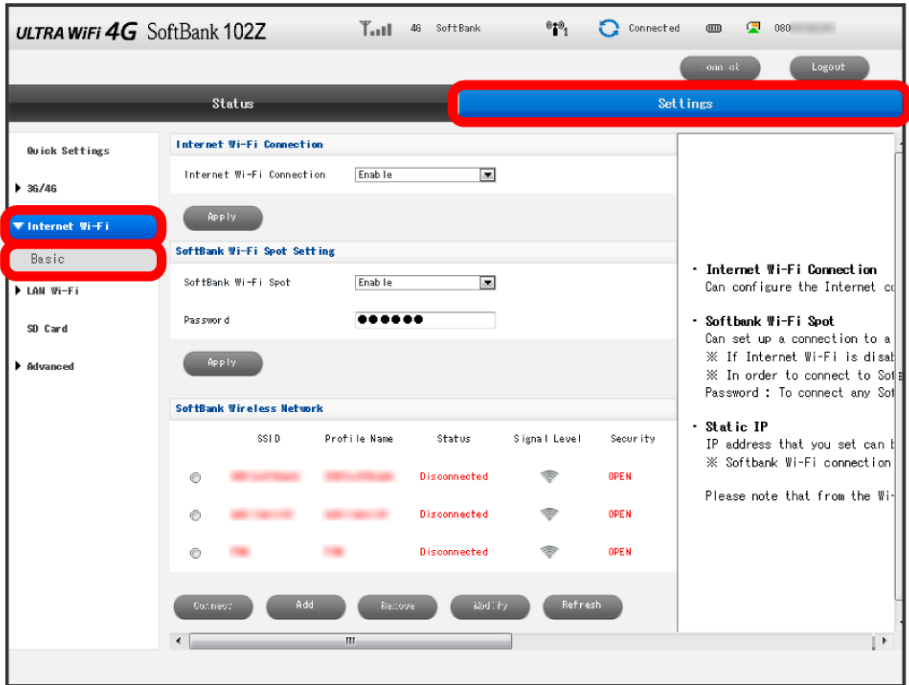 ULTRA WiFi 4G SoftBank 102Z
4G SoftBank
1
Connected
080
Logout
Status
Settings
Quick Settings
3G/4G
Internet Wi-Fi
Basic
LAN Wi-Fi
SD Card
Advanced
Internet Wi-Fi Connection
Internet Wi-Fi Connection
Enable
Apply
SoftBank Wi-Fi Spot Setting
SoftBank Wi-Fi Spot
Enable
Password
●●●●●●
Apply
SoftBank Wireless Network
SSID Profile Name Status Signal Level Security
Disconnected OPEN
Disconnected OPEN
Disconnected OPEN
Connect Add Remove Modify Refresh
・ Internet Wi-Fi Connection
Can configure the Internet
・ Softbank Wi-Fi Spot
Can set up a connection to a
※ If Internet Wi-Fi is
※ In order to connect to
Password : To connect any
・ Static IP
IP address that you set can
※ Softbank Wi-Fi connection
Please note that from the